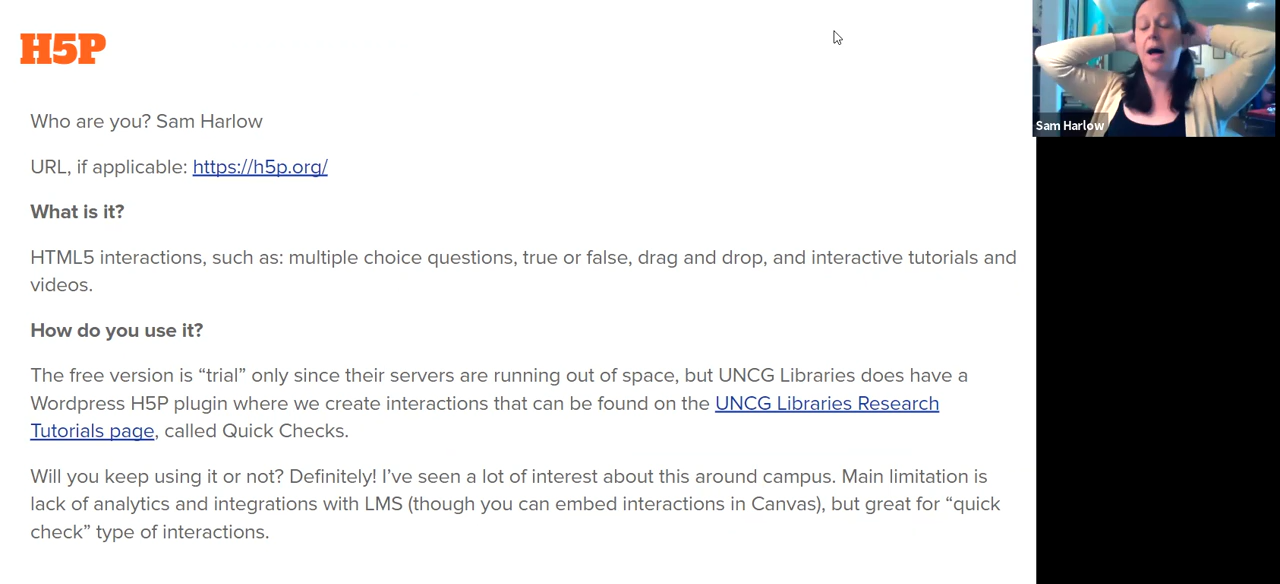 H5P
Who are you? Sam Harlow
URL, if applicable: https://h5p.org/
What is it?
HTML5 interactions, such as: multiple choice questions, true or false, drag and drop, and interactive tutorials and
videos.
How do you use it?
The free version is “trial” only since their servers are running out of space, but UNCG Libraries does have a
Wordpress H5P plugin where we create interactions that can be found on the UNCG Libraries Research
Tutorials page, called Quick Checks.
Will you keep using it or not? Definitely! I’ve seen a lot of interest about this around campus. Main limitation is
lack of analytics and integrations with LMS (though you can embed interactions in Canvas), but great for “quick
check” type of interactions.
Sam Harlow